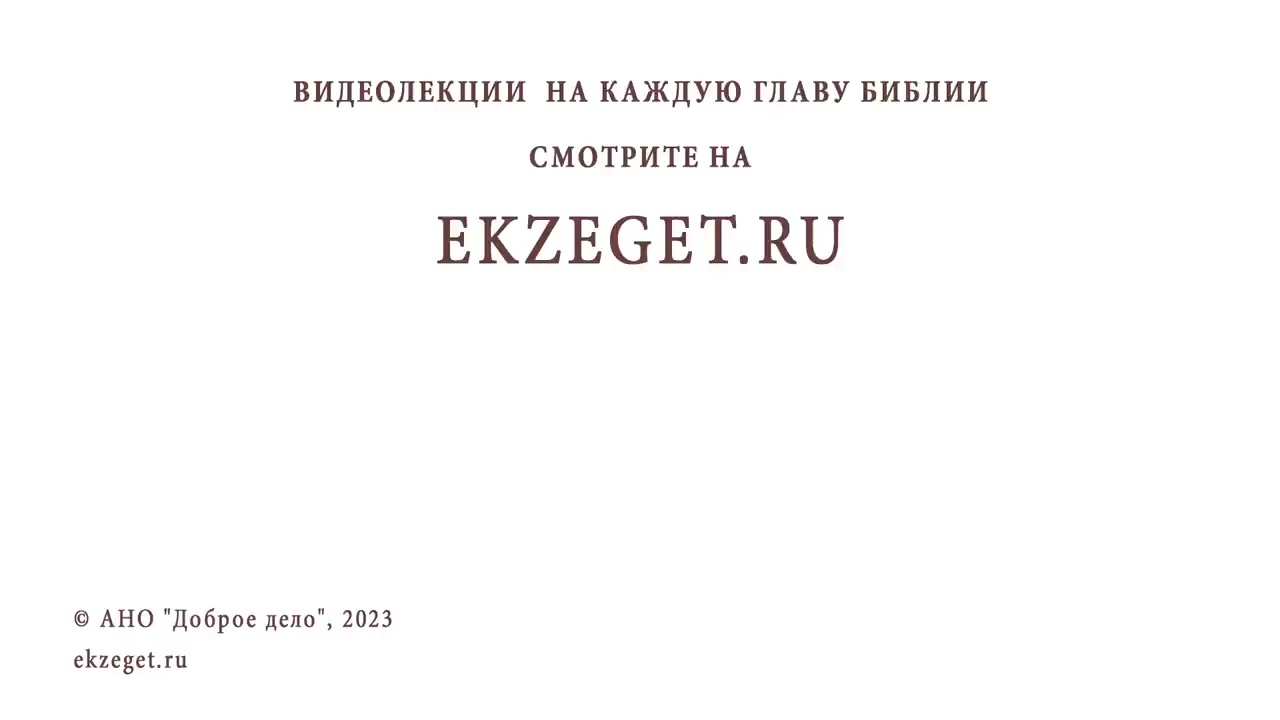 ВИДЕОЛЕКЦИИ НА КАЖДУЮ ГЛАВУ БИБЛИИ
СМОТРИТЕ НА
EKZEGET.RU
© АНО "Доброе дело", 2023
ekzeget.ru